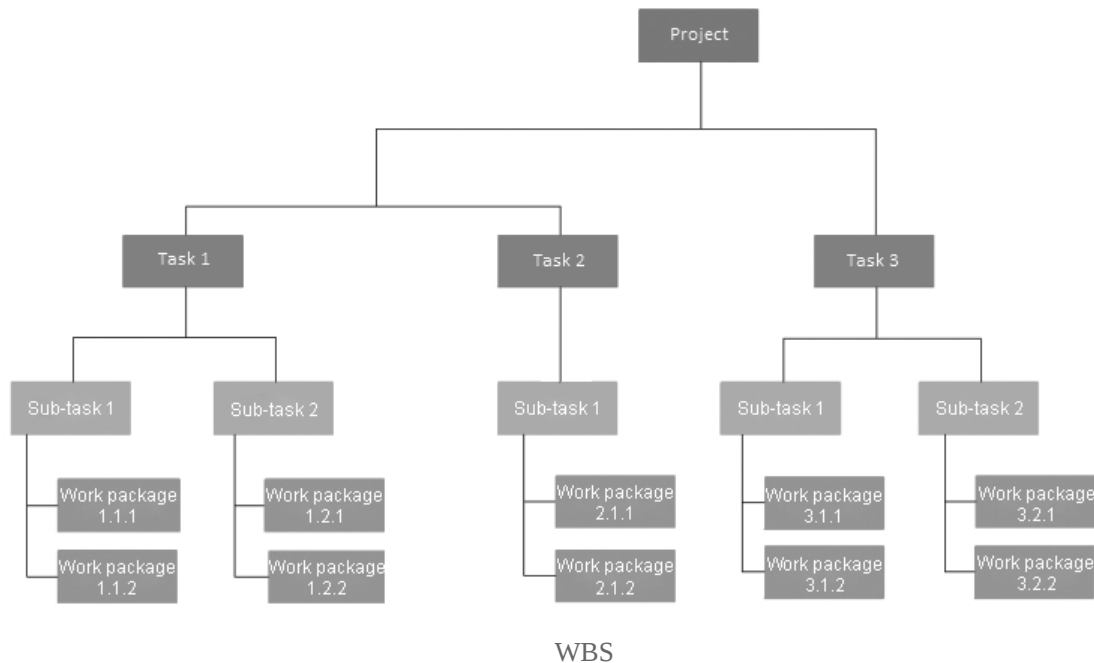 Project
Task 1
Task 2
Task 3
Sub-task 1
Sub-task 2
Sub-task 1
Sub-task 1
Sub-task 2
Work package
1.1.1
Work package
1.2.1
Work package
2.1.1
Work package
3.1.1
Work package
3.2.1
Work package
1.1.2
Work package
1.2.2
Work package
2.1.2
Work package
3.1.2
Work package
3.2.2
WBS